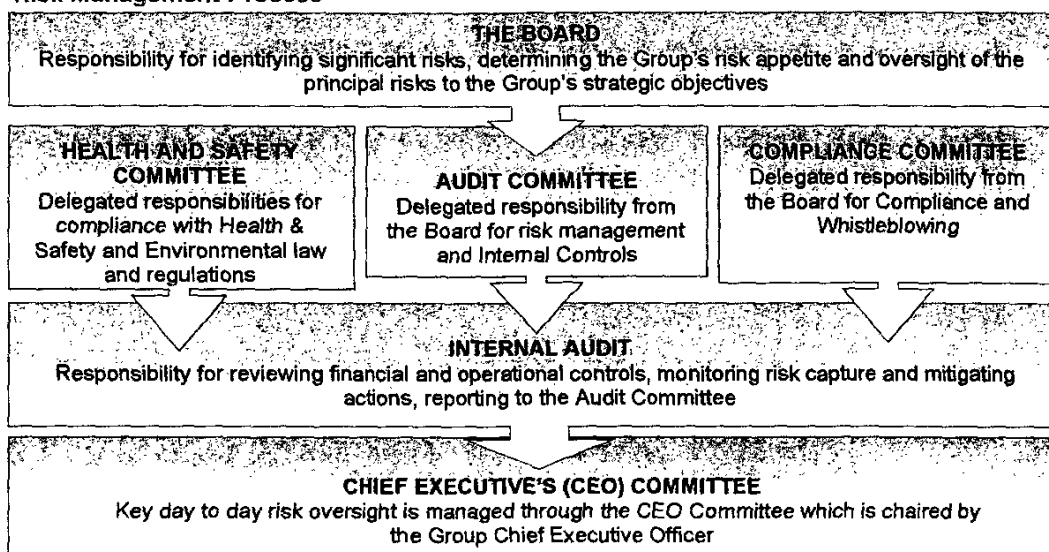 THE BOARD
Responsibility for identifying significant risks, determining the Group's risk appetite and oversight of the
principal risks to the Group's strategic objectives
HEALTH AND SAFETY
COMMITTEE
Delegated responsibilities for
compliance with Health &
Safety and Environmental law
and regulations
AUDIT COMMITTEE
Delegated responsibility from
the Board for risk management
and Internal Controls
COMPLIANCE COMMITTEE
Delegated responsibility from
the Board for Compliance and
Whistleblowing
INTERNAL AUDIT
Responsibility for reviewing financial and operational controls, monitoring risk capture and mitigating
actions, reporting to the Audit Committee
CHIEF EXECUTIVE'S (CEO) COMMITTEE
Key day to day risk oversight is managed through the CEO Committee which is chaired by
the Group Chief Executive Officer